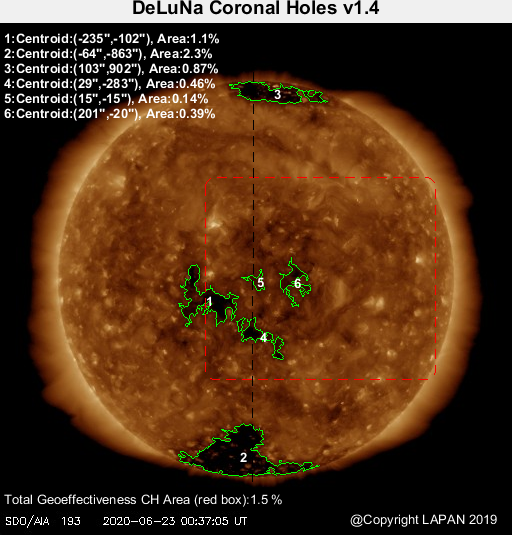 DeLuNa Coronal Holes v1.4
1:Centroid:(-235",-102"), Area:1.1%
2:Centroid:(-64",-863"), Area:2.3%
3:Centroid:(103",902"), Area:0.87%
4:Centroid:(29",-283"), Area:0.46%
5:Centroid:(15",-15"), Area:0.14%
6:Centroid:(201",-20"), Area:0.39%
3
5
6
1
4
2
Total Geoeffectiveness CH Area (red box):1.5 %
SDO/AIA 193 2020-06-23 00:37:05 UT
@Copyright LAPAN 2019